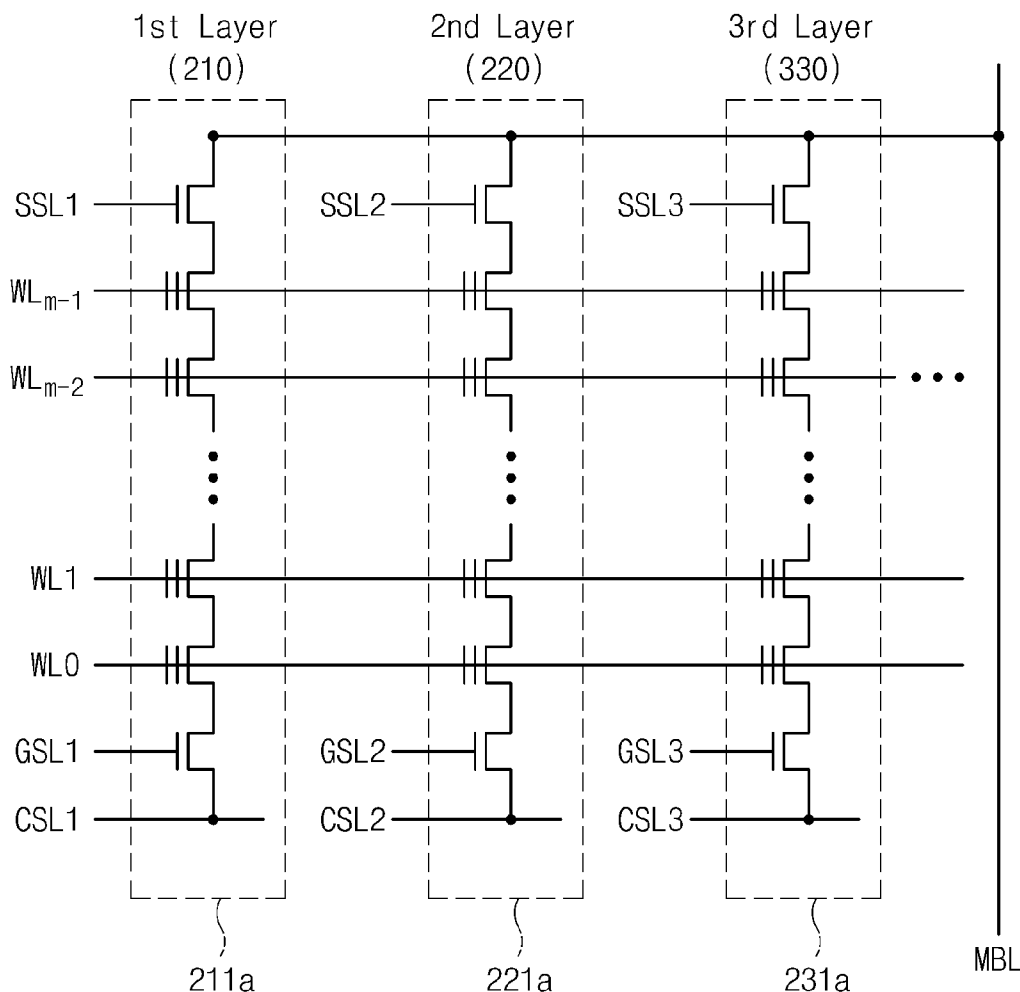 1st Layer 2nd Layer 3rd Layer
(210) (220) (330)
SSL1 SSL2 SSL3
WLm-1
WLm-2
WL1
WL0
GSL1 GSL2 GSL3
CSL1 CSL2 CSL3
211a 221a 231a
MBL